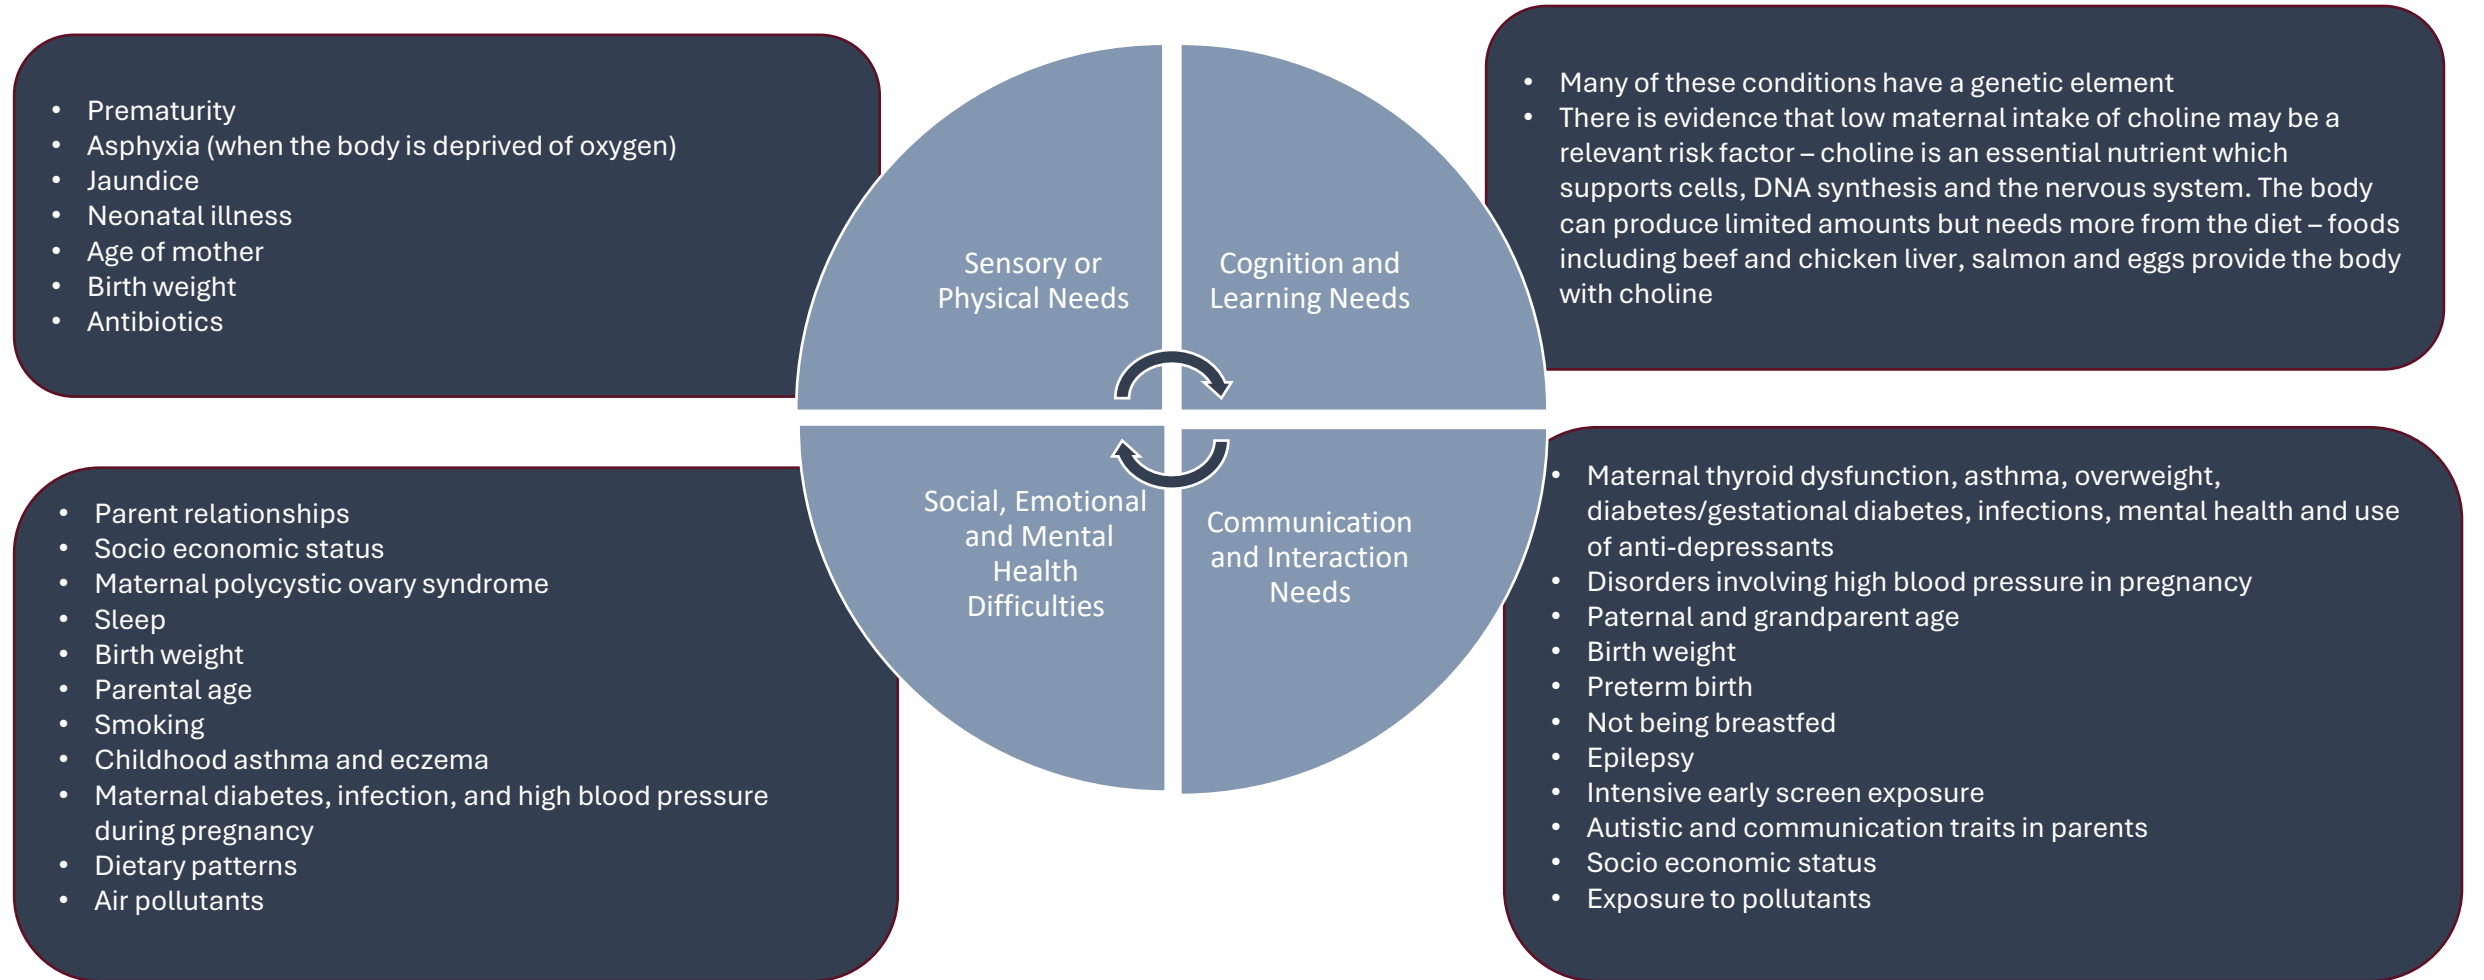 • Prematurity
• Asphyxia (when the body is deprived of oxygen)
• Jaundice
• Neonatal illness
• Age of mother
• Birth weight
• Antibiotics
Sensory or
Physical Needs
Cognition and
Learning Needs
• Many of these conditions have a genetic element
• There is evidence that low maternal intake of choline may be a
relevant risk factor – choline is an essential nutrient which
supports cells, DNA synthesis and the nervous system. The body
can produce limited amounts but needs more from the diet – foods
including beef and chicken liver, salmon and eggs provide the body
with choline
• Parent relationships
• Socio economic status
• Maternal polycystic ovary syndrome
• Sleep
• Birth weight
• Parental age
• Smoking
• Childhood asthma and eczema
• Maternal diabetes, infection, and high blood pressure
during pregnancy
• Dietary patterns
• Air pollutants
Social, Emotional
and Mental
Health
Difficulties
Communication
and Interaction
Needs
• Maternal thyroid dysfunction, asthma, overweight,
diabetes/gestational diabetes, infections, mental health and use
of anti-depressants
• Disorders involving high blood pressure in pregnancy
• Paternal and grandparent age
• Birth weight
• Preterm birth
• Not being breastfed
• Epilepsy
• Intensive early screen exposure
• Autistic and communication traits in parents
• Socio economic status
• Exposure to pollutants